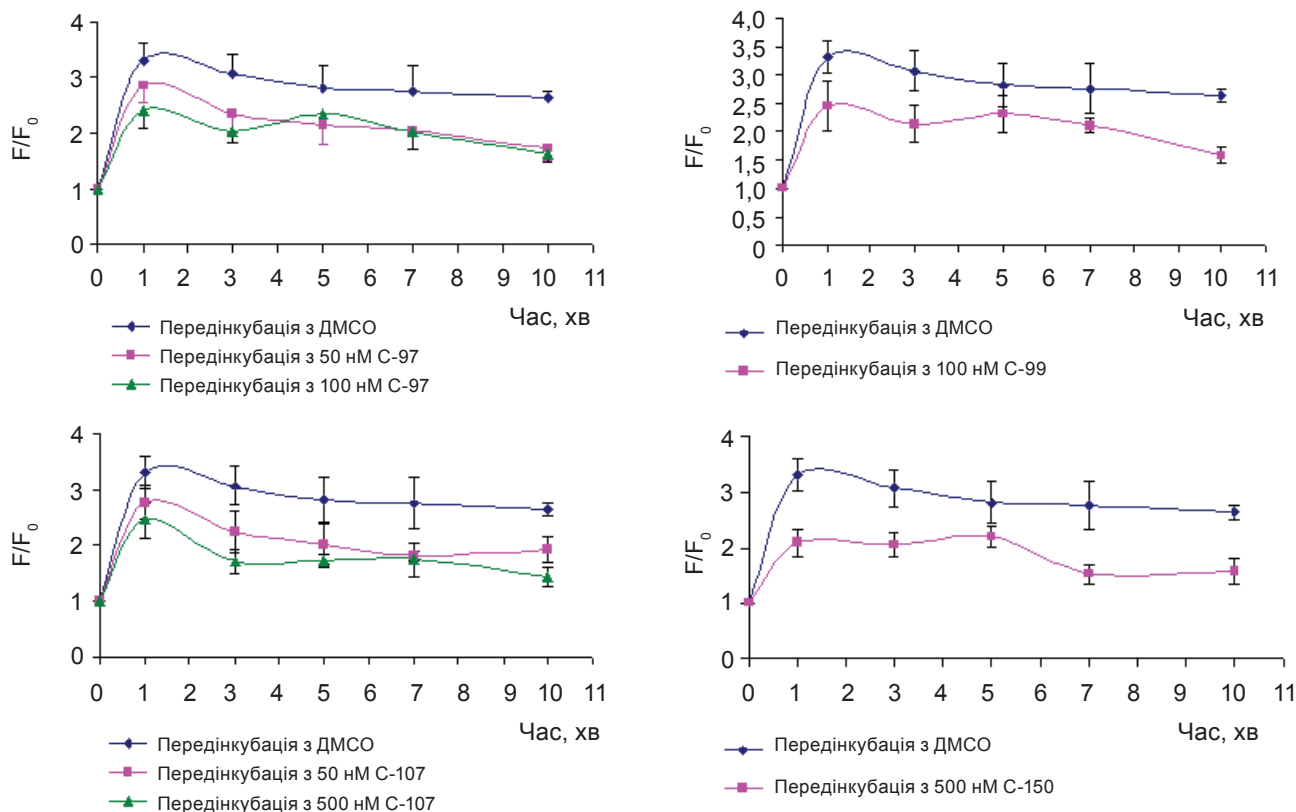 F/F0
4
3
2
1
0
0 1 2 3 4 5 6 7 8 9 10 11
Час, хв
Передінкубація з ДМСО
Передінкубація з 50 нМ С-97
Передінкубація з 100 нМ С-97
F/F0
4,0
3,5
3,0
2,5
2,0
1,5
1,0
0,5
0
0 1 2 3 4 5 6 7 8 9 10 11
Час, хв
Передінкубація з ДМСО
Передінкубація з 100 нМ С-99
F/F0
4
3
2
1
0
0 1 2 3 4 5 6 7 8 9 10 11
Час, хв
Передінкубація з ДМСО
Передінкубація з 50 нМ С-107
Передінкубація з 500 нМ С-107
F/F0
4
3
2
1
0
0 1 2 3 4 5 6 7 8 9 10 11
Час, хв
Передінкубація з ДМСО
Передінкубація з 500 нМ С-150